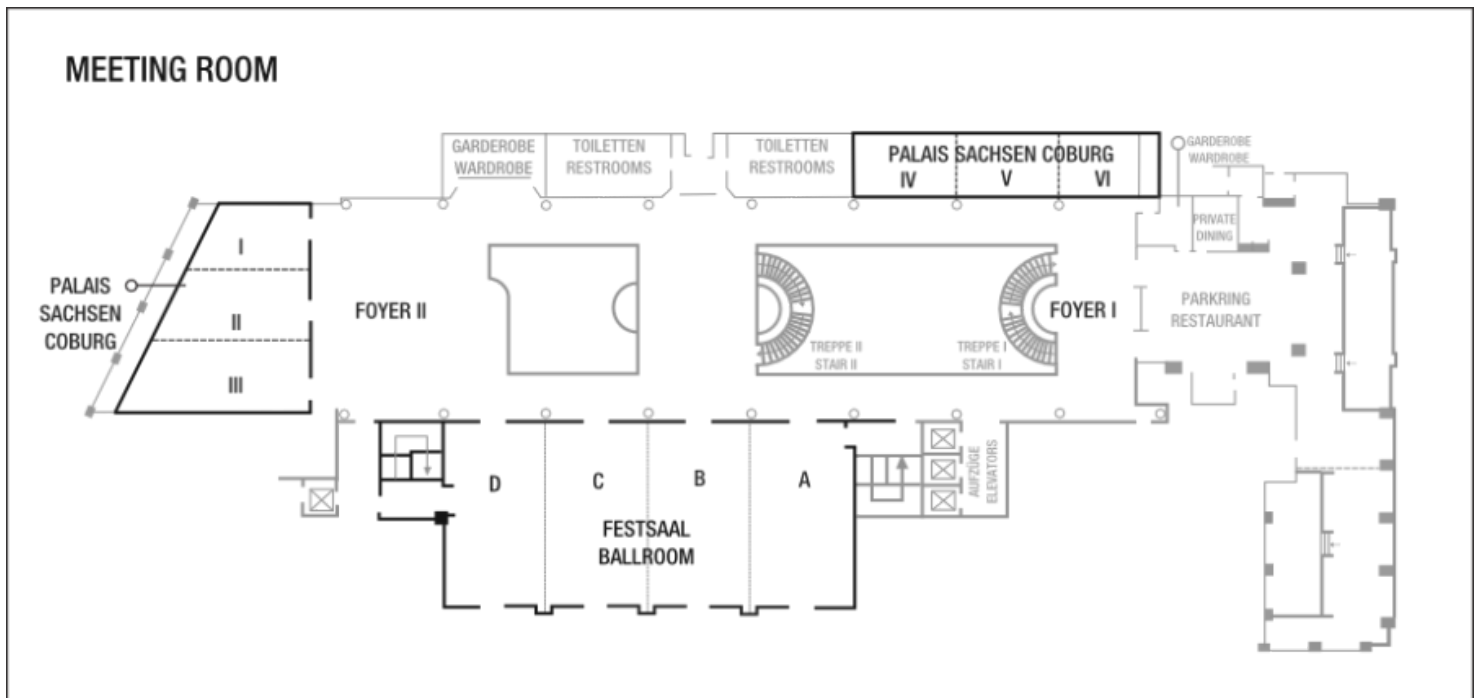 MEETING ROOM
GARDEROBE
WARDROBE
TOILETTEN
RESTROOMS
TOILETTEN
RESTROOMS
PALAIS SACHSEN COBURG
IV
V
VI
GARDEROBE
WARDROBE
PRIVATE
DINING
I
PALAIS
SACHSEN
COBURG
II
III
FOYER II
TREPPE II
STAIR II
TREPPE I
STAIR I
FOYER I
PARKRING
RESTAURANT
D
C
B
A
FESTSAAL
BALLROOM
AUFZÜGE
ELEVATORS